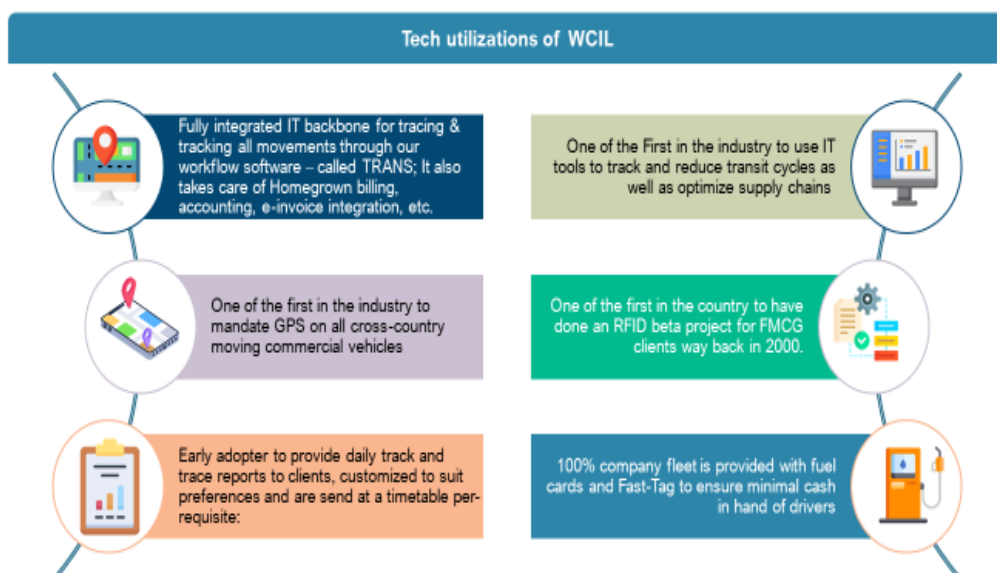 Tech utilizations of WCIL
Fully integrated IT backbone for tracing &
tracking all movements through our
workflow software – called TRANS; It also
takes care of Homegrown billing,
accounting, e-invoice integration, etc.
One of the First in the industry to use IT
tools to track and reduce transit cycles as
well as optimize supply chains
One of the first in the industry to
mandate GPS on all cross-country
moving commercial vehicles
One of the first in the country to have
done an RFID beta project for FMCG
clients way back in 2000.
Early adopter to provide daily track and
trace reports to clients, customized to suit
preferences and are send at a timetable per-
requisite:
100% company fleet is provided with fuel
cards and Fast-Tag to ensure minimal cash
in hand of drivers